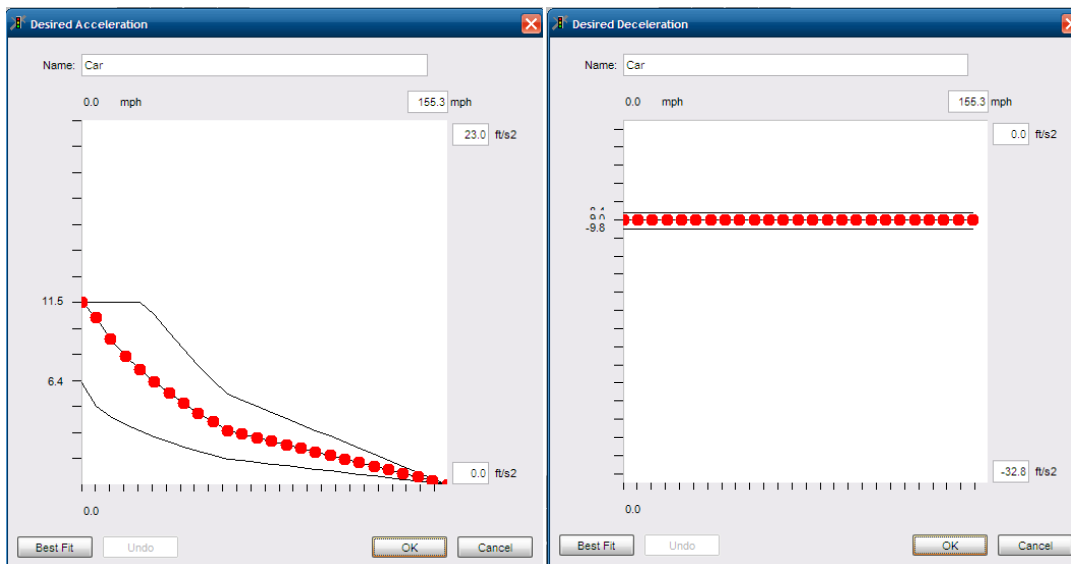 Desired Acceleration
Name: Car
0.0 mph 155.3 mph
23.0 ft/s2
11.5
6.4
0.0 ft/s2
0.0
Best Fit Undo OK Cancel
Desired Deceleration
Name: Car
0.0 mph 155.3 mph
0.0 ft/s2
-9.8
-32.8 ft/s2
0.0
Best Fit Undo OK Cancel